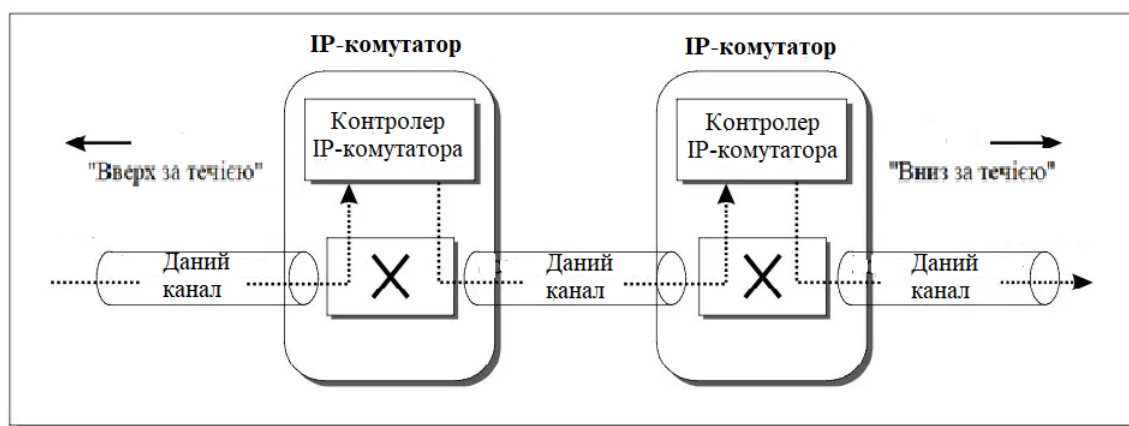 IP-комутатор
IP-комутатор
Контролер
IP-комутатора
Контролер
IP-комутатора
"Вверх за течією"
"Вниз за течією"
Даний
канал
Даний
канал
Даний
канал